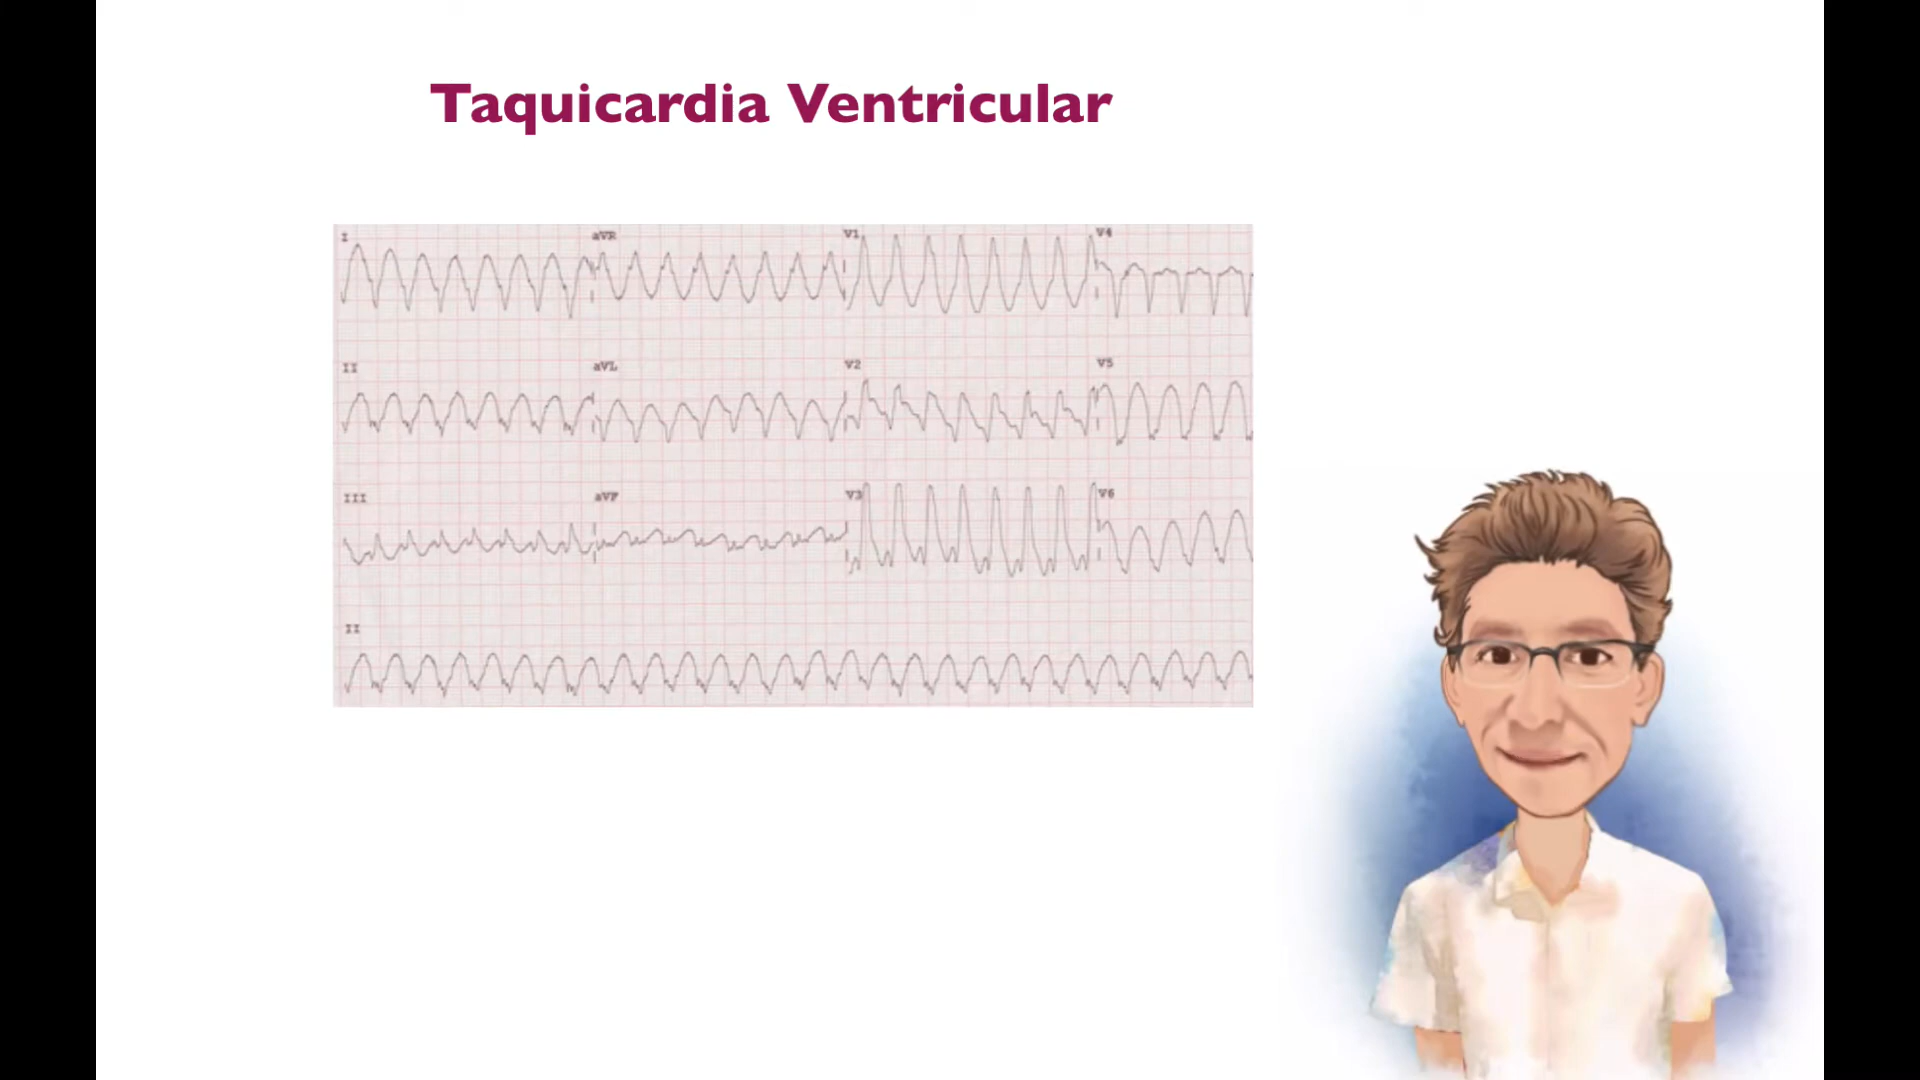 Taquicardia Ventricular
I aVR V1 V4
II aVL V2 V5
III aVF V3 V6
II